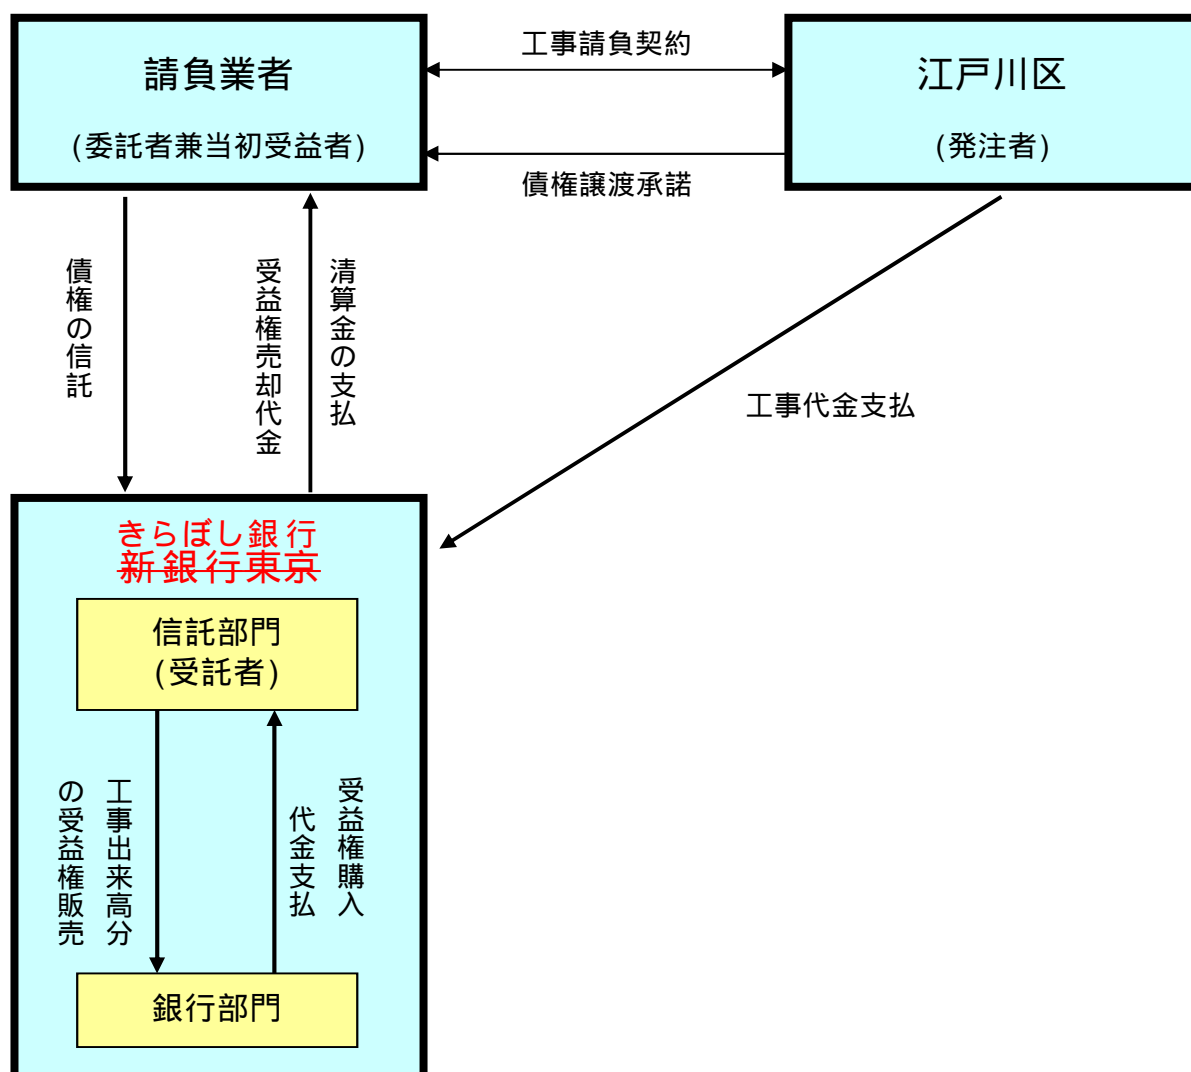 請負業者
(委託者兼当初受益者)
工事請負契約
債権譲渡承諾
江戸川区
(発注者)
債権の信託
受益権売却代金
清算金の支払
工事代金支払
きらぼし銀行
新銀行東京
信託部門
(受託者)
工事出来高分
の受益権販売
受益権購入
代金支払
銀行部門